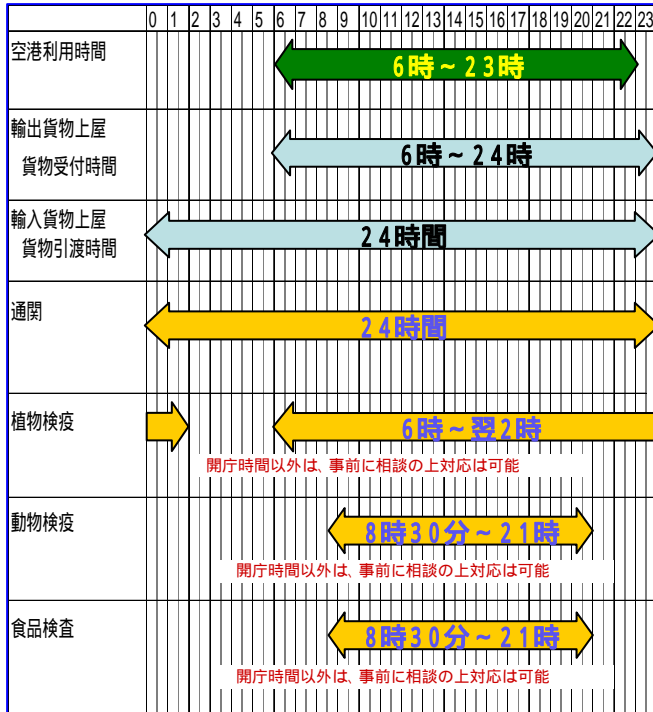 0 1 2 3 4 5 6 7 8 9 10 11 12 13 14 15 16 17 18 19 20 21 22 23
空港利用時間
6時～23時
輸出貨物上屋
貨物受付時間
6時～24時
輸入貨物上屋
貨物引渡時間
24時間
通関
24時間
植物検疫
6時～翌2時
開庁時間以外は、事前に相談の上対応は可能
動物検疫
8時30分～21時
開庁時間以外は、事前に相談の上対応は可能
食品検査
8時30分～21時
開庁時間以外は、事前に相談の上対応は可能